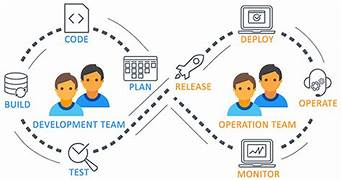 CODE
DEPLOY
PLAN
RELEASE
BUILD
OPERATE
DEVELOPMENT TEAM
OPERATION TEAM
TEST
MONITOR